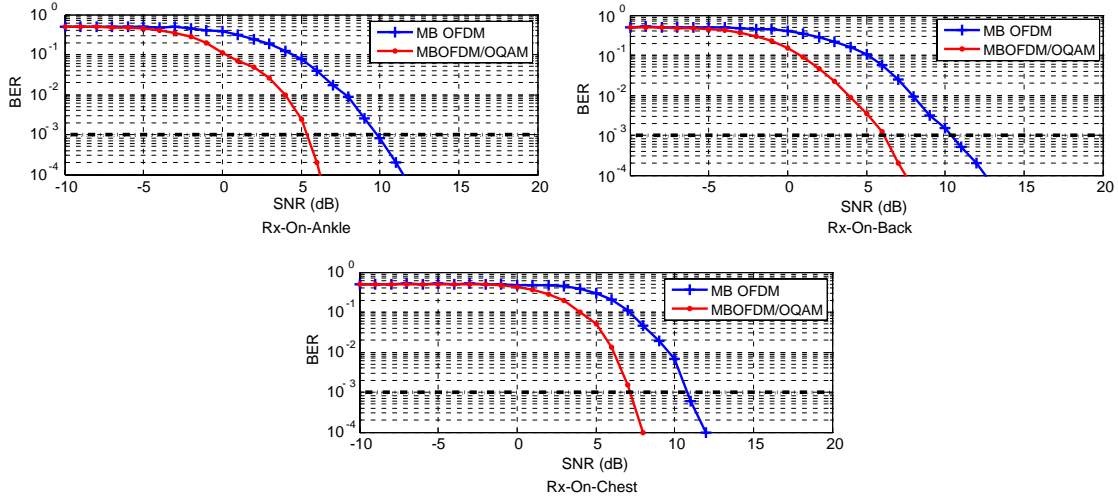 10^0
10^-1
10^-2
10^-3
10^-4
BER
MB OFDM
MBOFDM/OQAM
-10 -5 0 5 10 15 20
SNR (dB)
Rx-On-Ankle
10^0
10^-1
10^-2
10^-3
10^-4
BER
MB OFDM
MBOFDM/OQAM
-5 0 5 10 15 20
SNR (dB)
Rx-On-Back
10^0
10^-1
10^-2
10^-3
10^-4
BER
MB OFDM
MBOFDM/OQAM
-10 -5 0 5 10 15 20
SNR (dB)
Rx-On-Chest